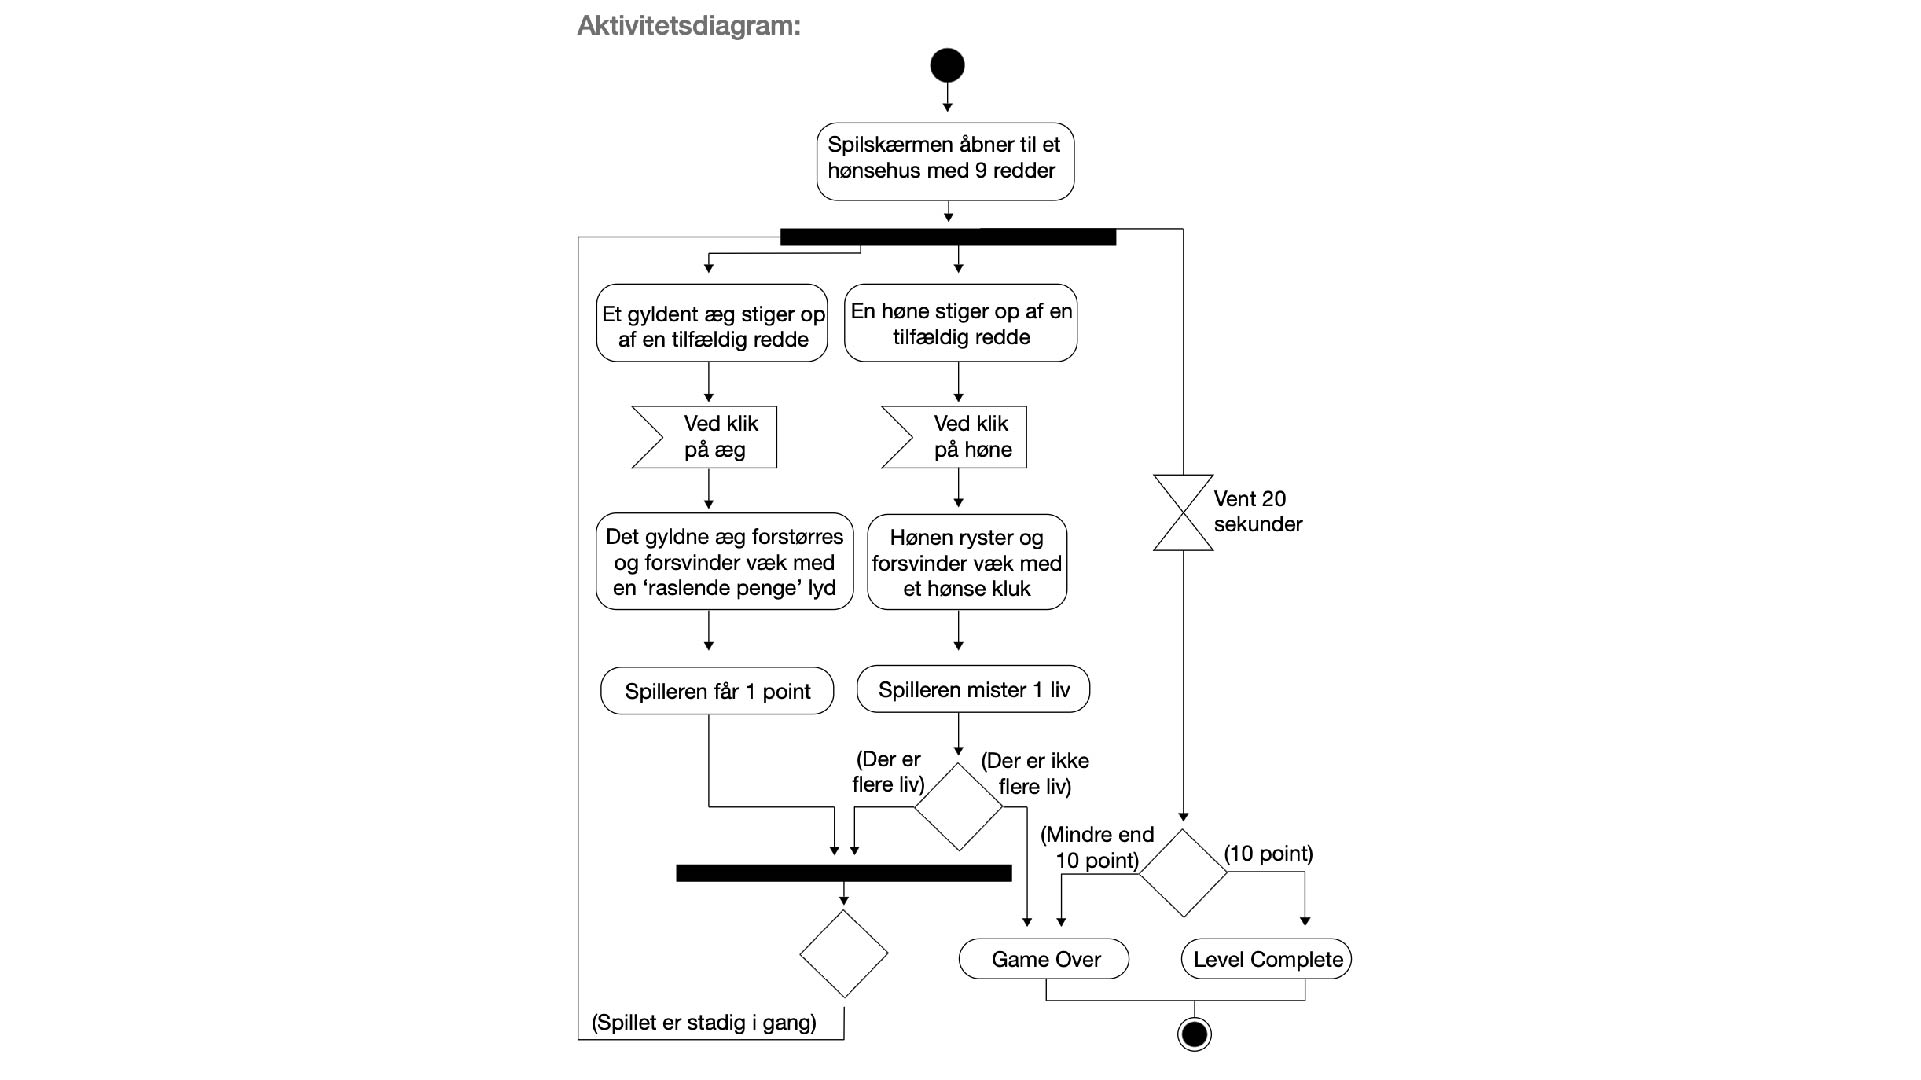 Aktivitetsdiagram:
Spilskærmen åbner til et
hønsehus med 9 redder
Et gyldent æg stiger op
af en tilfældig redde
En høne stiger op af en
tilfældig redde
Ved klik
på æg
Ved klik
på høne
Vent 20
sekunder
Det gyldne æg forstørres
og forsvinder væk med
en ‘raslende penge’ lyd
Hønen ryster og
forsvinder væk med
et hønse kluk
Spilleren får 1 point
Spilleren mister 1 liv
(Der er
flere liv)
(Der er ikke
flere liv)
(Mindre end
10 point)
(10 point)
Game Over
Level Complete
(Spillet er stadig i gang)